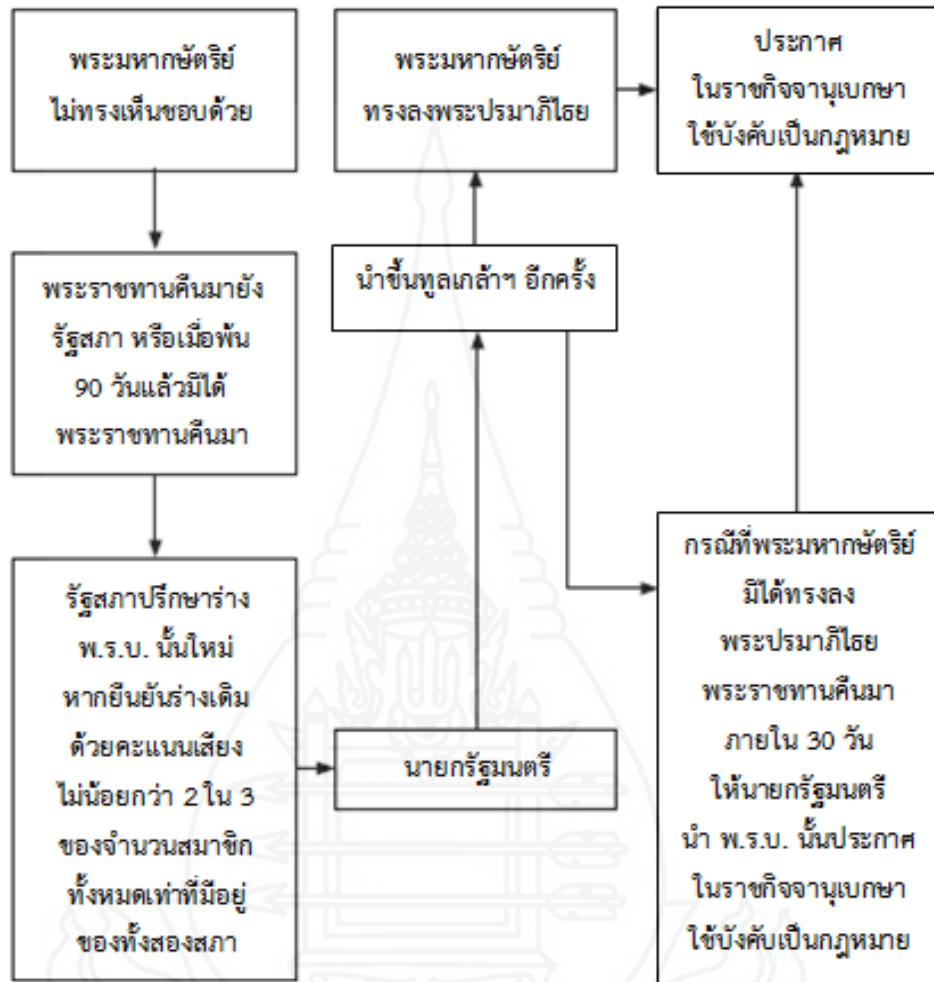 พระมหากษัตริย์
ไม่ทรงเห็นชอบด้วย
พระราชทานคืนมายัง
รัฐสภา หรือเมื่อพ้น
90 วันแล้วมิได้
พระราชทานคืนมา
รัฐสภาปรึกษาร่าง
พ.ร.บ. นั้นใหม่
หากยืนยันร่างเดิม
ด้วยคะแนนเสียง
ไม่น้อยกว่า 2 ใน 3
ของจำนวนสมาชิก
ทั้งหมดเท่าที่มีอยู่
ของทั้งสองสภา
นายกรัฐมนตรี
นำขึ้นทูลเกล้าฯ อีกครั้ง
พระมหากษัตริย์
ทรงลงพระปรมาภิไธย
ประกาศ
ในราชกิจจานุเบกษา
ใช้บังคับเป็นกฎหมาย
กรณีที่พระมหากษัตริย์
มิได้ทรงลง
พระปรมาภิไธย
พระราชทานคืนมา
ภายใน 30 วัน
ให้นายกรัฐมนตรี
นำ พ.ร.บ. นั้นประกาศ
ในราชกิจจานุเบกษา
ใช้บังคับเป็นกฎหมาย